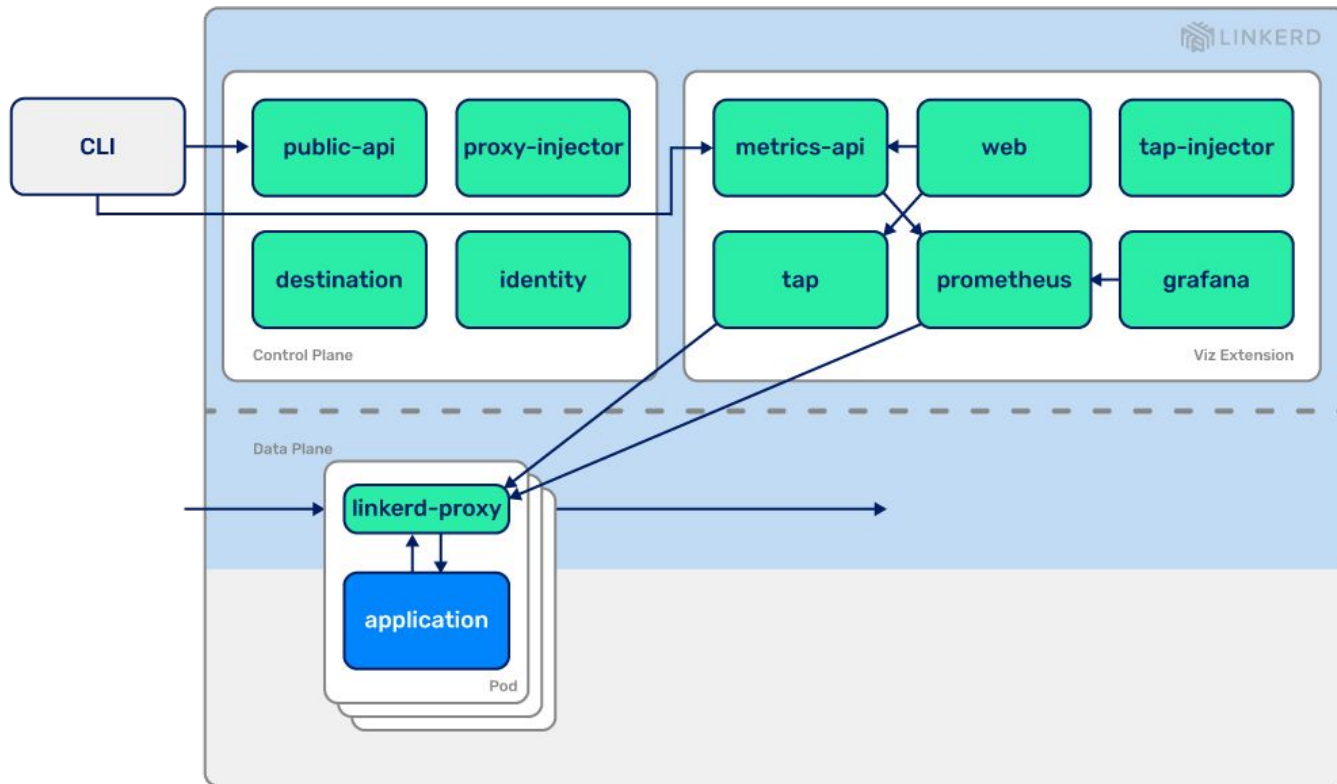 LINKERD
CLI
public-api
proxy-injector
metrics-api
web
tap-injector
destination
identity
tap
prometheus
grafana
Control Plane
Viz Extension
Data Plane
linkerd-proxy
application
Pod